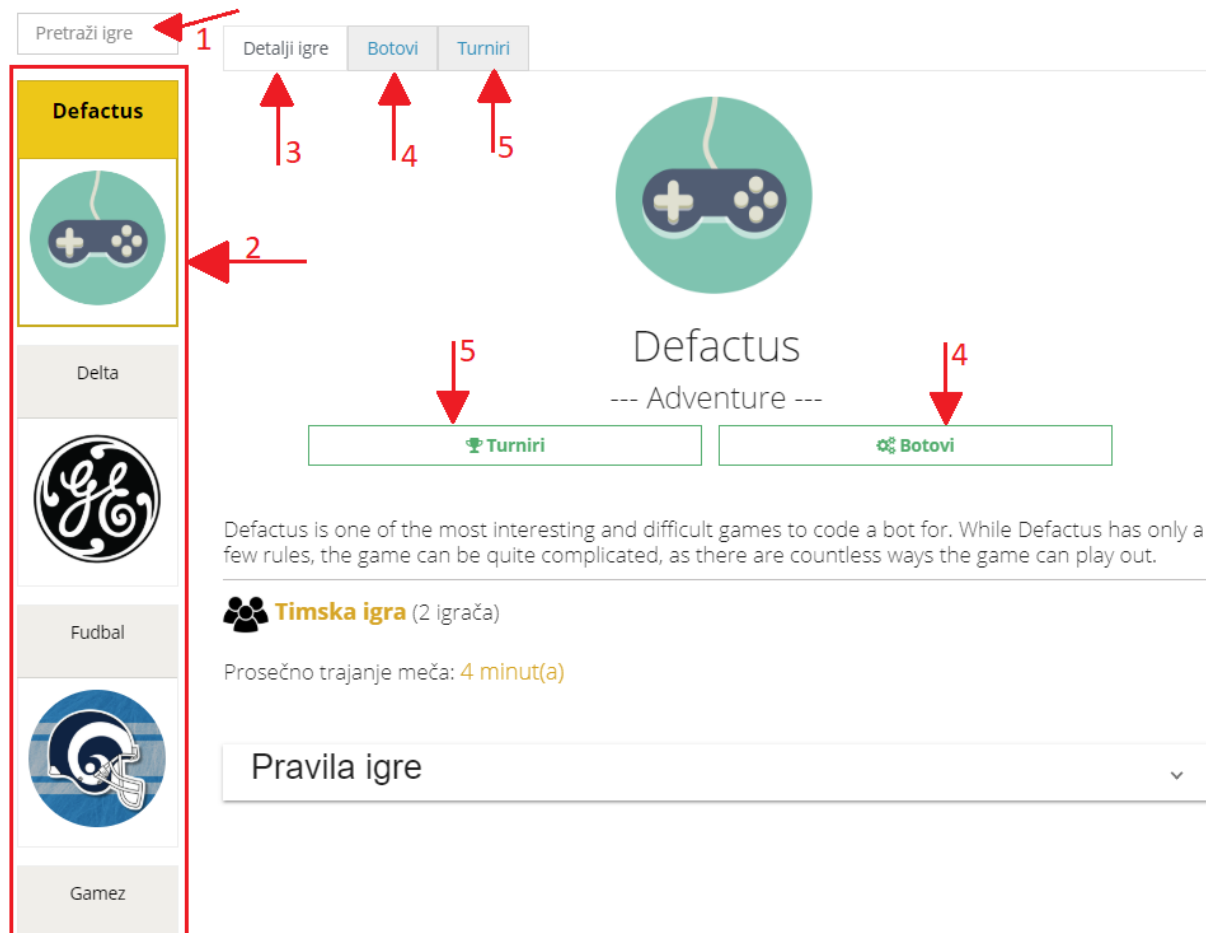 Pretraži igre
1
Detalji igre
Botovi
Turniri
3
4
5
Defactus
2
Delta
GE
Fudbal
Gamez
Defactus
--- Adventure ---
5
4
Turniri
Botovi
Defactus is one of the most interesting and difficult games to code a bot for. While Defactus has only a
few rules, the game can be quite complicated, as there are countless ways the game can play out.
Timska igra (2 igrača)
Prosečno trajanje meča: 4 minut(a)
Pravila igre